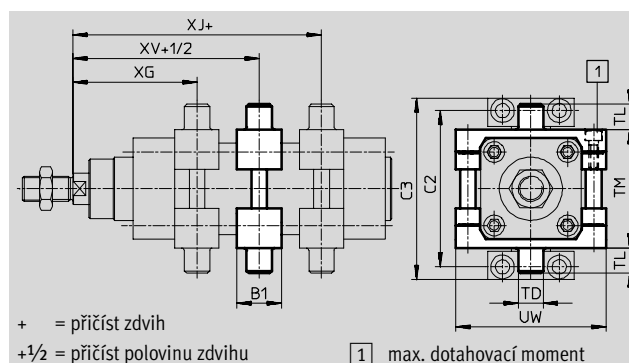 XJ+
XV+1/2
XG
1
TL
C3
C2
TM
TL
B1
TD
UW
+ = přičíst zdvih
+½ = přičíst polovinu zdvihu
1 max. dotahovací moment